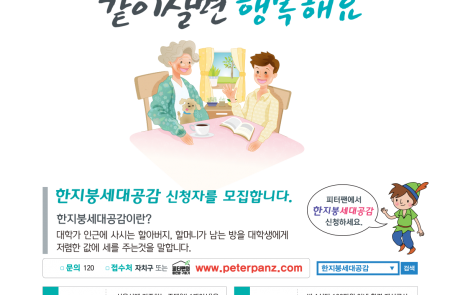 같이살면 행복해요
한지붕세대공감 신청자를 모집합니다.
한지붕세대공감이란?
대학가 인근에 사시는 할아버지, 할머니가 남는 방을 대학생에게
저렴한 값에 세를 주는것을 말합니다.
피터팬에서
한지붕세대공감
신청하세요.
문의 120 접수처 자치구 또는 www.peterpanz.com
한지붕세대공감 ▼ 검색